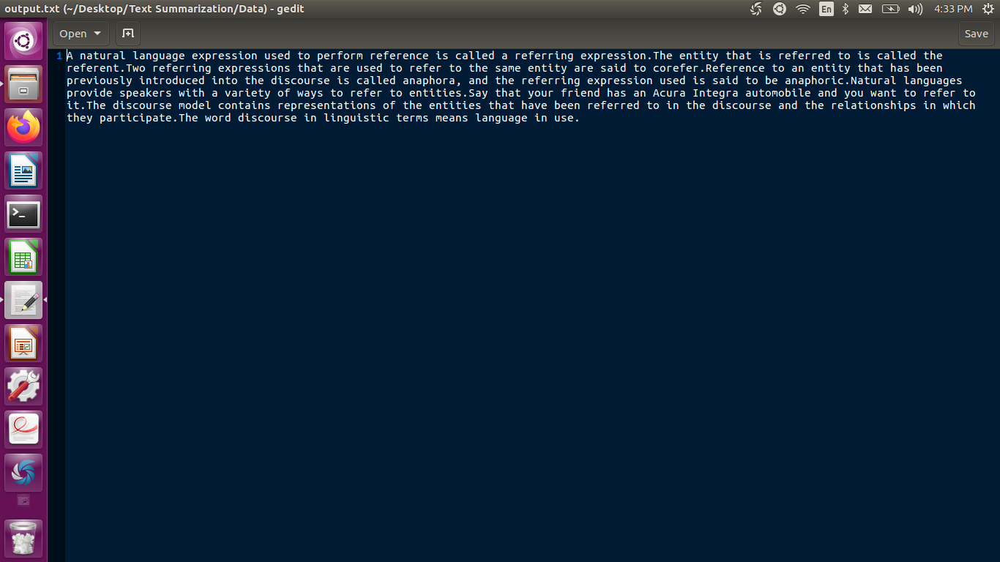 output.txt (~/Desktop/Text Summarization/Data) - gedit
En
4:33 PM
Open
Save
1
A natural language expression used to perform reference is called a referring expression.The entity that is referred to is called the
referent.Two referring expressions that are used to refer to the same entity are said to corefer.Reference to an entity that has been
previously introduced into the discourse is called anaphora, and the referring expression used is said to be anaphoric.Natural languages
provide speakers with a variety of ways to refer to entities.Say that your friend has an Acura Integra automobile and you want to refer to
it.The discourse model contains representations of the entities that have been referred to in the discourse and the relationships in which
they participate.The word discourse in linguistic terms means language in use.